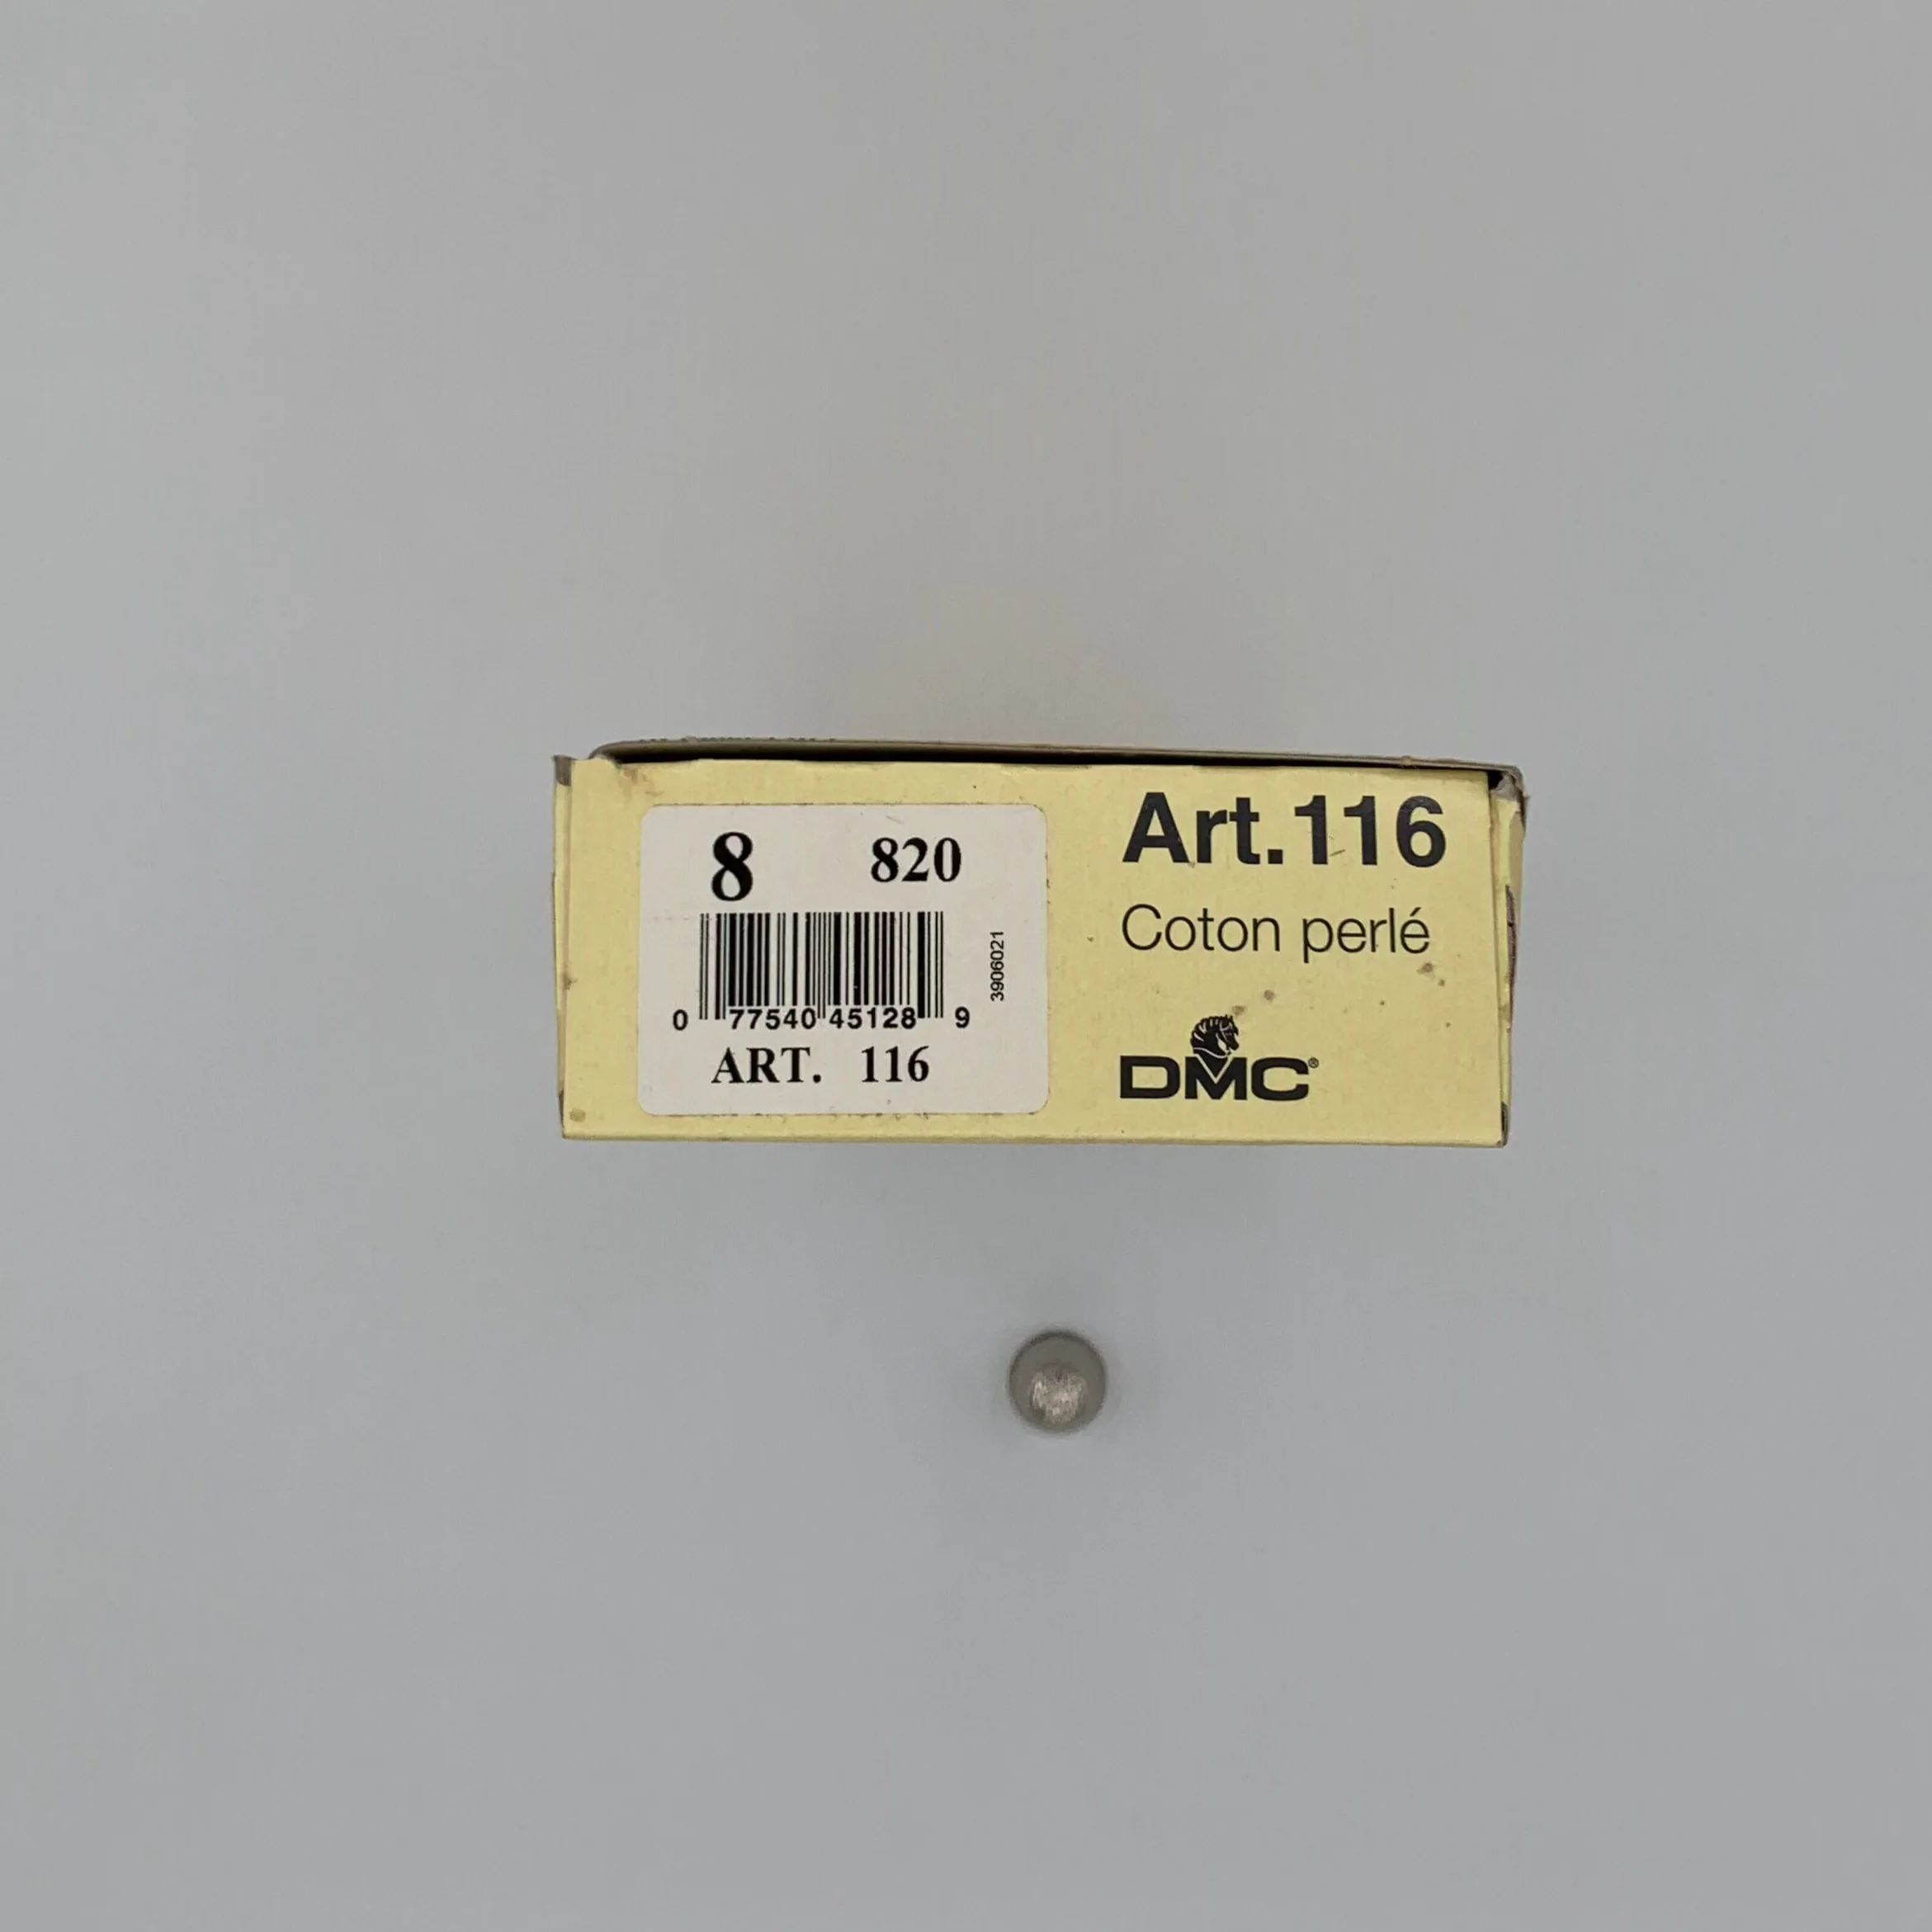 8 820
3906021
0 77540 45128 9
ART. 116
Art.116
Coton perlé
DMC®